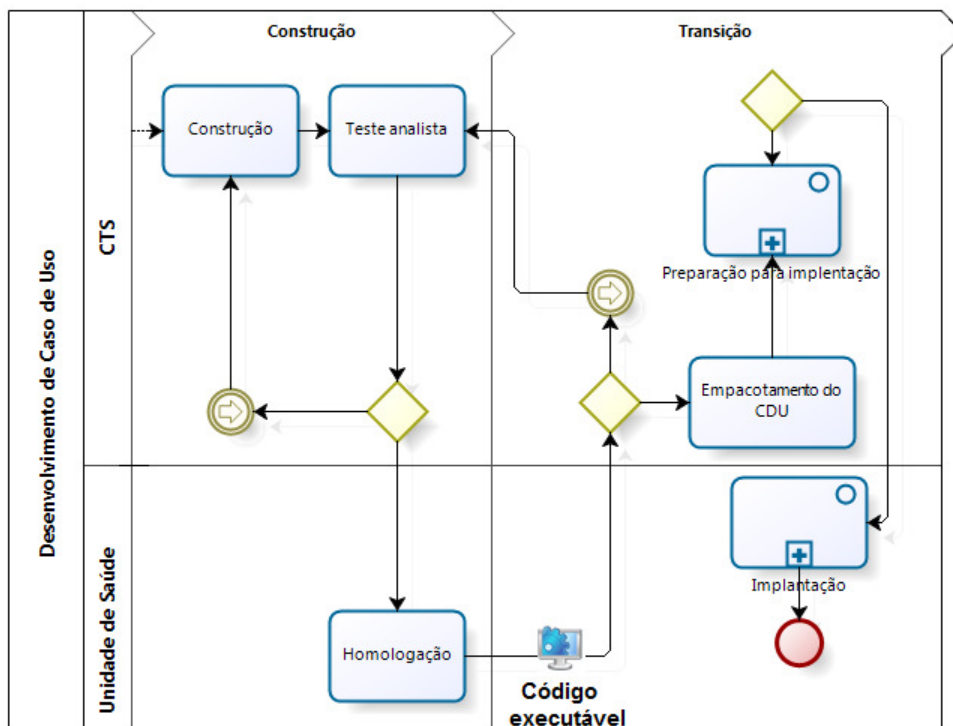 Desenvolvimento de Caso de Uso
Construção
Transição
CTS
Construção
Teste analista
Preparação para implentação
Empacotamento do
CDU
Unidade de Saúde
Homologação
Código
executável
Implantação